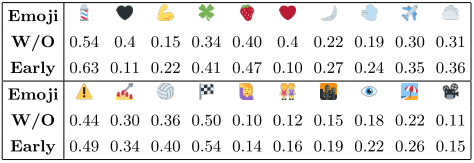 Emoji 💈 🖤 💪 🍀 🍓 ❤️ 🌙 💨 ✈️ ☁️
W/O 0.54 0.4 0.15 0.34 0.40 0.4 0.22 0.19 0.30 0.31
Early 0.63 0.11 0.22 0.41 0.47 0.10 0.27 0.24 0.35 0.36
Emoji ⚠️ 💅 🏐 🏁 🙋 👭 🌆 👁️ 🏖️ 📽️
W/O 0.44 0.30 0.36 0.50 0.10 0.12 0.15 0.18 0.22 0.11
Early 0.49 0.34 0.40 0.54 0.14 0.16 0.19 0.22 0.26 0.15